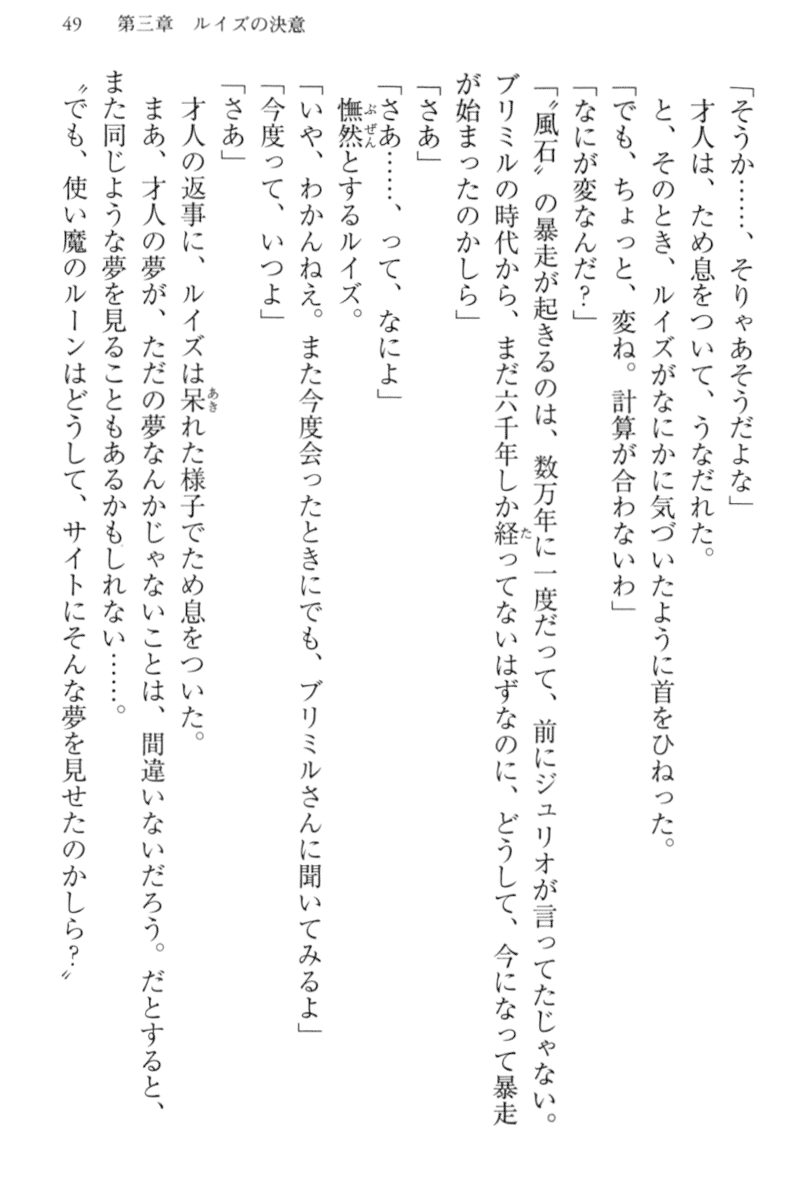 49　第三章　ルイズの決意
「そうか……、そりゃあそうだよな」
　才人は、ため息をついて、うなだれた。
　と、そのとき、ルイズがなにかに気づいたように首をひねった。
「でも、ちょっと、変ね。計算が合わないわ」
「なにが変なんだ？」
「〝風石〟の暴走が起きるのは、数万年に一度だって、前にジュリオが言ってたじゃない。
ブリミルの時代から、まだ六千年しか経ってないはずなのに、どうして、今になって暴走
が始まったのかしら」
「さあ」
「さあ……、って、なによ」
　憮然とするルイズ。
「いや、わかんねえ。また今度会ったときにでも、ブリミルさんに聞いてみるよ」
「今度って、いつよ」
「さあ」
　才人の返事に、ルイズは呆れた様子でため息をついた。
　まあ、才人の夢が、ただの夢なんかじゃないことは、間違いないだろう。だとすると、
また同じような夢を見ることもあるかもしれない……。
〝でも、使い魔のルーンはどうして、サイトにそんな夢を見せたのかしら？〟